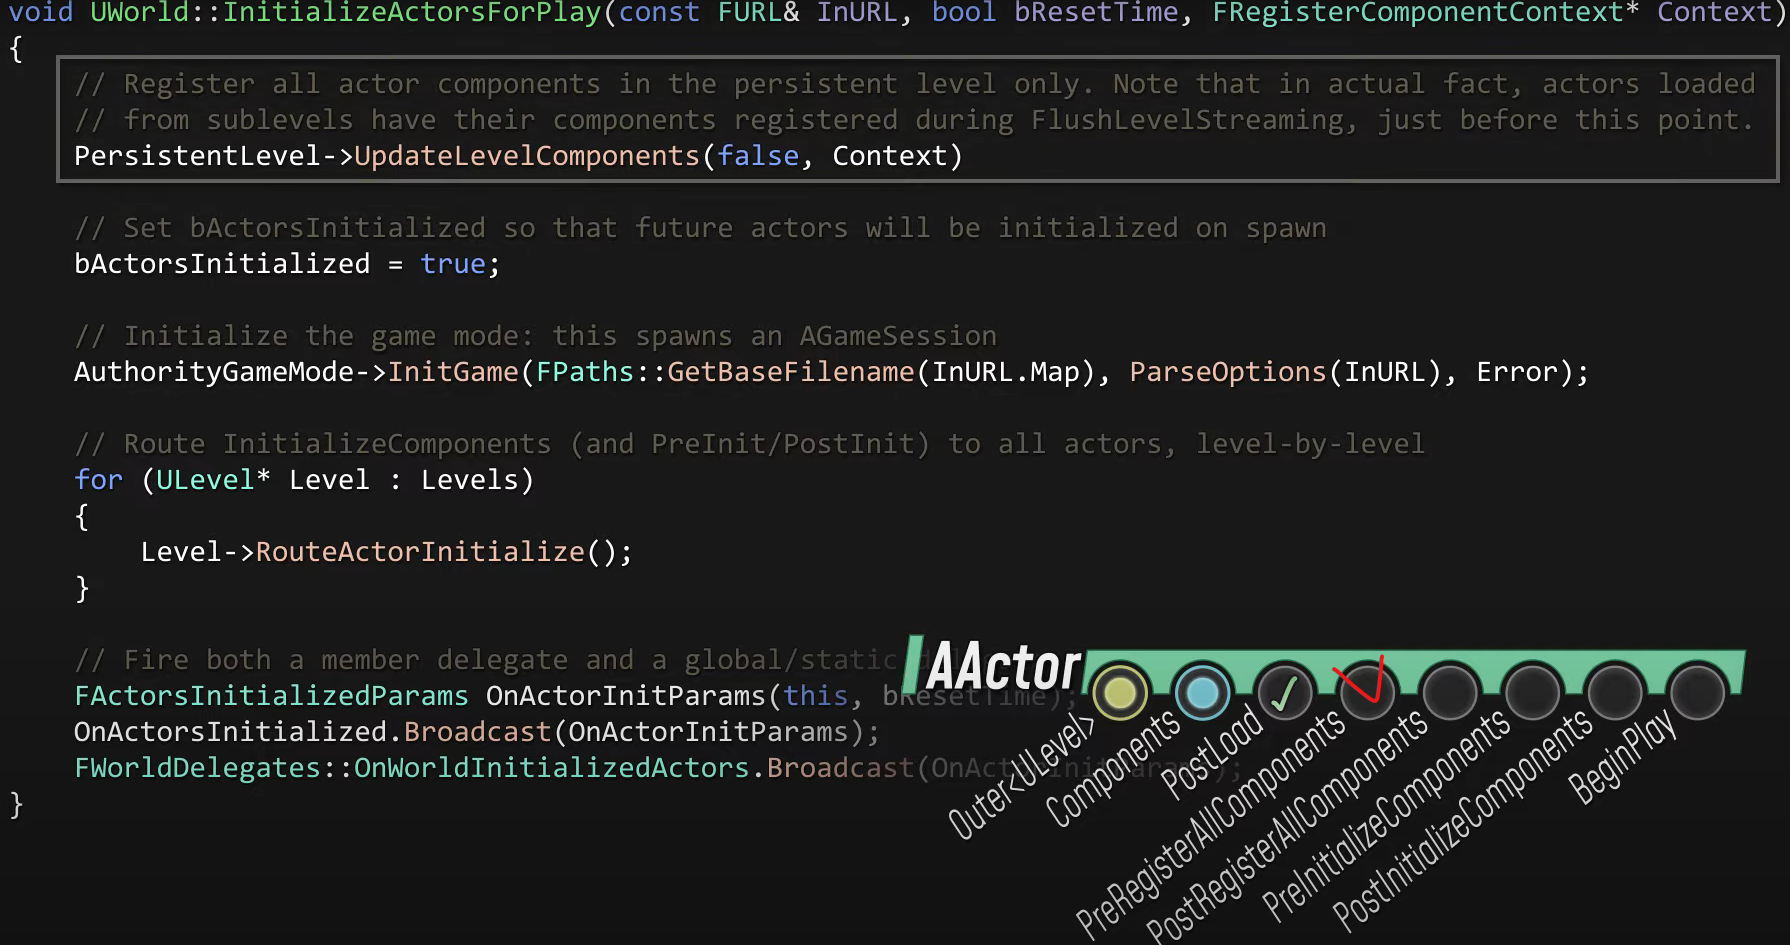 void UWorld::InitializeActorsForPlay(const FURL& InURL, bool bResetTime, FRegisterComponentContext* Context)
{
// Register all actor components in the persistent level only. Note that in actual fact, actors loaded
// from sublevels have their components registered during FlushLevelStreaming, just before this point.
PersistentLevel->UpdateLevelComponents(false, Context)
// Set bActorsInitialized so that future actors will be initialized on spawn
bActorsInitialized = true;
// Initialize the game mode: this spawns an AGameSession
AuthorityGameMode->InitGame(FPaths::GetBaseFilename(InURL.Map), ParseOptions(InURL), Error);
// Route InitializeComponents (and PreInit/PostInit) to all actors, level-by-level
for (ULevel* Level : Levels)
{
Level->RouteActorInitialize();
}
// Fire both a member delegate and a global/static
FActorsInitializedParams OnActorInitParams(this, bResetTime);
OnActorsInitialized.Broadcast(OnActorInitParams);
FWorldDelegates::OnWorldInitializedActors.Broadcast(OnActorInitParams);
}
AActor
Outer<ULevel>
Components
PostLoad
PreRegisterAllComponents
PostRegisterAllComponents
PreInitializeComponents
PostInitializeComponents
BeginPlay